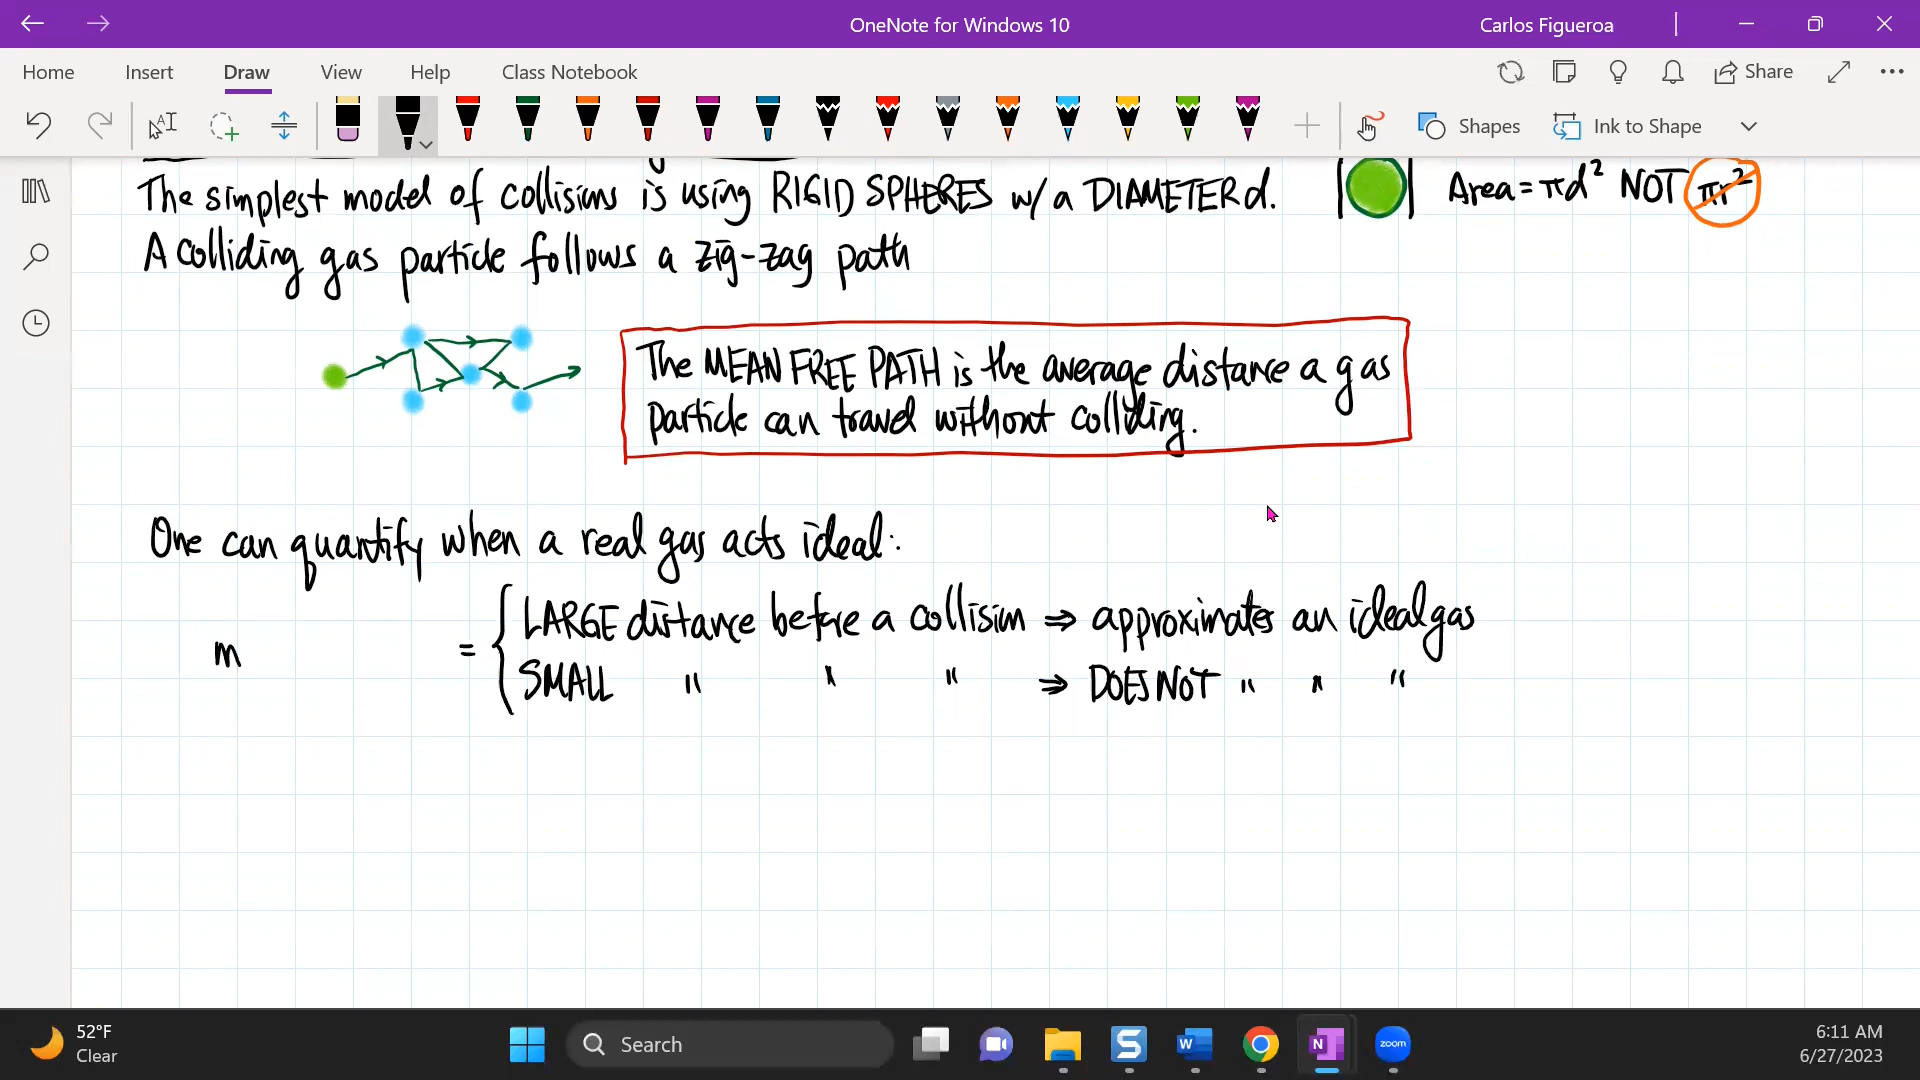 OneNote for Windows 10
Carlos Figueroa
Home Insert Draw View Help Class Notebook
Share
Shapes
Ink to Shape
The simplest model of collisions is using RIGID SPHERES w/a DIAMETER d.
Area = πd² NOT πr²
A colliding gas particle follows a zig-zag path
The MEAN FREE PATH is the average distance a gas
particle can travel without colliding.
One can quantify when a real gas acts ideal:
m = { LARGE distance before a collision ⇒ approximates an ideal gas
SMALL " " " ⇒ DOES NOT " " "
52°F
Clear
Search
zoom
6:11 AM
6/27/2023